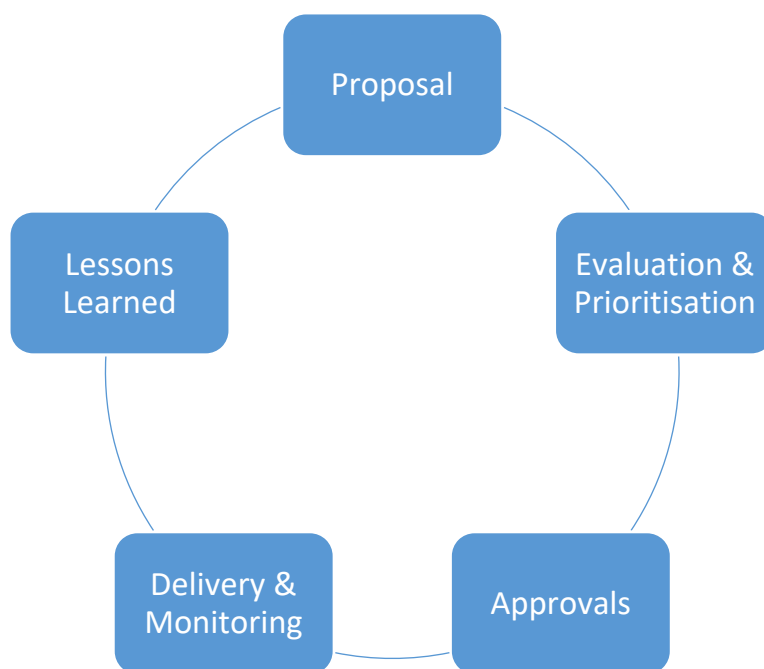 Proposal
Evaluation &
Prioritisation
Approvals
Delivery &
Monitoring
Lessons
Learned